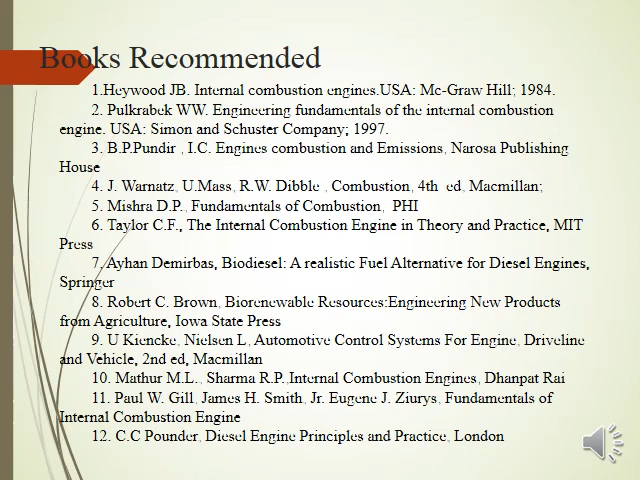 Books Recommended
1.Heywood JB. Internal combustion engines.USA: Mc-Graw Hill; 1984.
2. Pulkrabek WW. Engineering fundamentals of the internal combustion
engine. USA: Simon and Schuster Company; 1997.
3. B.P.Pundir , I.C. Engines combustion and Emissions, Narosa Publishing
House
4. J. Warnatz, U.Mass, R.W. Dibble , Combustion, 4th ed, Macmillan;
5. Mishra D.P., Fundamentals of Combustion, PHI
6. Taylor C.F., The Internal Combustion Engine in Theory and Practice, MIT
Press
7. Ayhan Demirbas, Biodiesel: A realistic Fuel Alternative for Diesel Engines,
Springer
8. Robert C. Brown, Biorenewable Resources:Engineering New Products
from Agriculture, Iowa State Press
9. U Kiencke, Nielsen L, Automotive Control Systems For Engine, Driveline
and Vehicle, 2nd ed, Macmillan
10. Mathur M.L., Sharma R.P.,Internal Combustion Engines, Dhanpat Rai
11. Paul W. Gill, James H. Smith, Jr. Eugene J. Ziurys, Fundamentals of
Internal Combustion Engine
12. C.C Pounder, Diesel Engine Principles and Practice, London